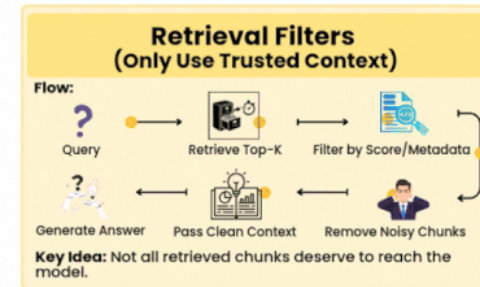 Retrieval Filters
(Only Use Trusted Context)
Flow:
Query
Retrieve Top-K
Filter by Score/Metadata
Generate Answer
Pass Clean Context
Remove Noisy Chunks
Key Idea: Not all retrieved chunks deserve to reach the
model.